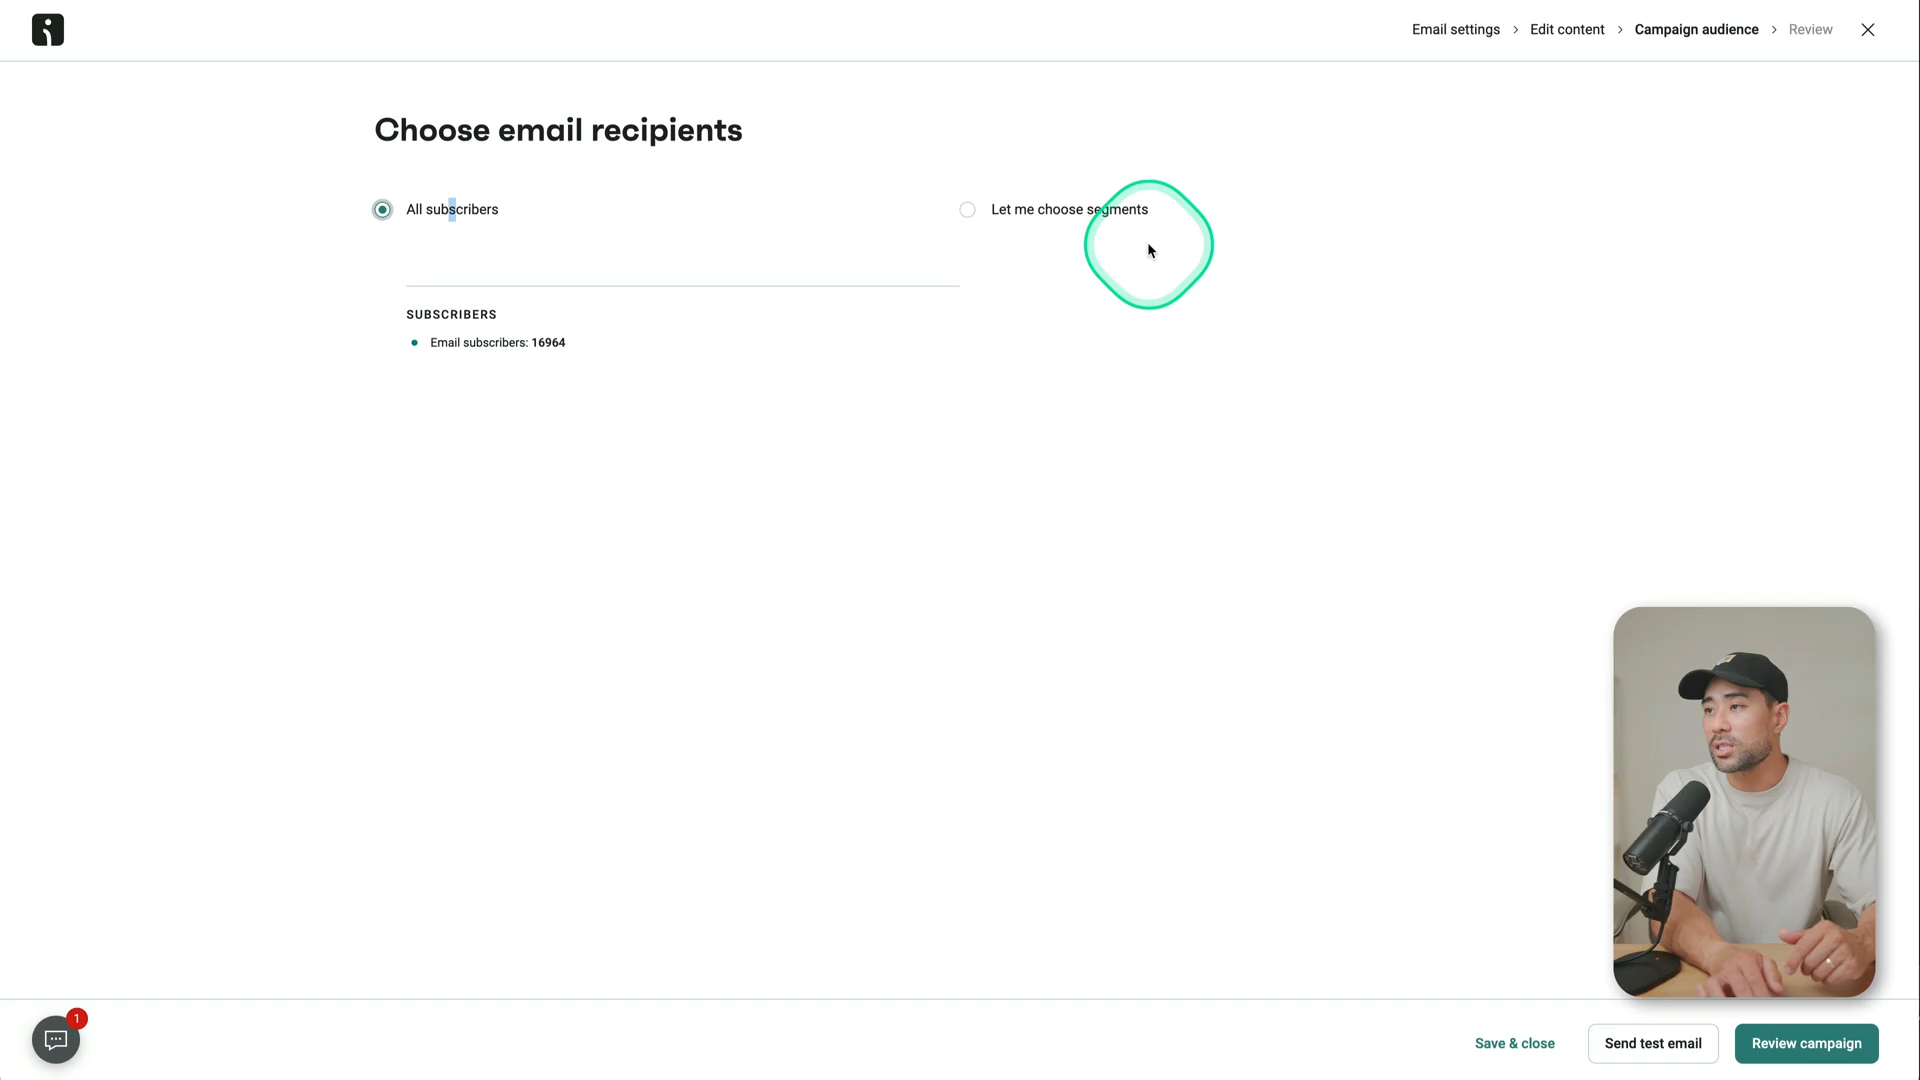 Email settings > Edit content > Campaign audience > Review
Choose email recipients
All subscribers
Let me choose segments
SUBSCRIBERS
Email subscribers: 16964
1
Save & close
Send test email
Review campaign